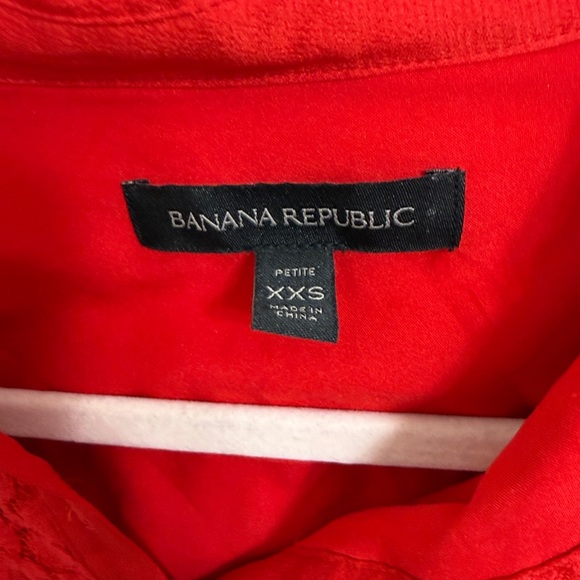 BANANA REPUBLIC
PETITE
XXS
MADE IN
CHINA